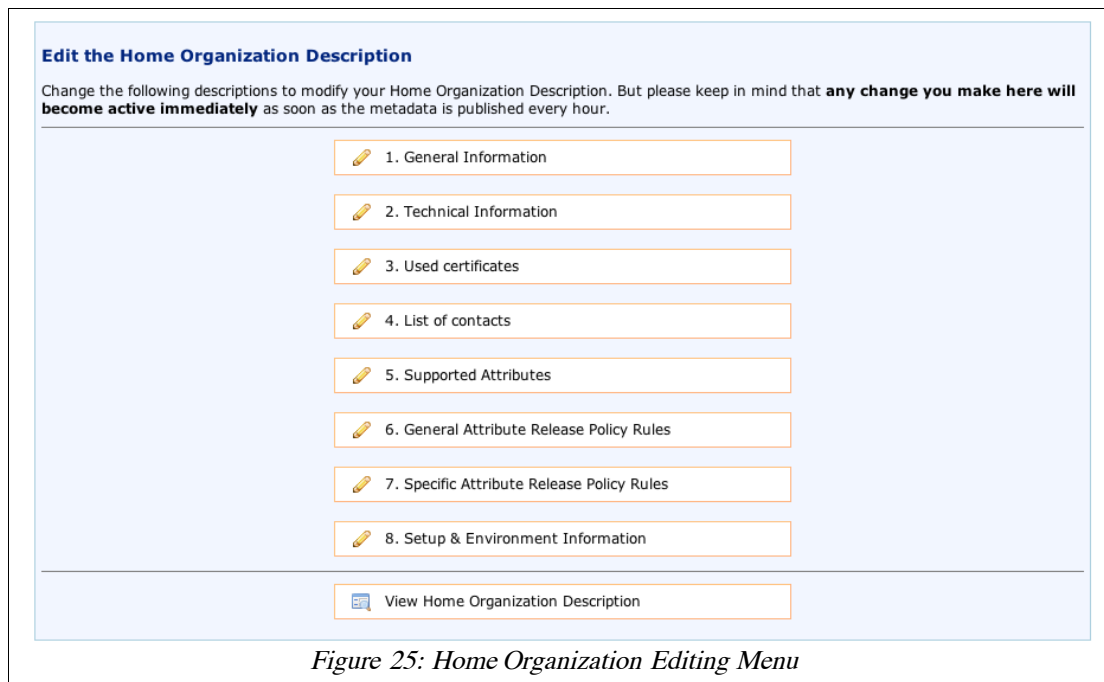 Edit the Home Organization Description
Change the following descriptions to modify your Home Organization Description. But please keep in mind that any change you make here will
become active immediately as soon as the metadata is published every hour.
1. General Information
2. Technical Information
3. Used certificates
4. List of contacts
5. Supported Attributes
6. General Attribute Release Policy Rules
7. Specific Attribute Release Policy Rules
8. Setup & Environment Information
View Home Organization Description
Figure 25: Home Organization Editing Menu